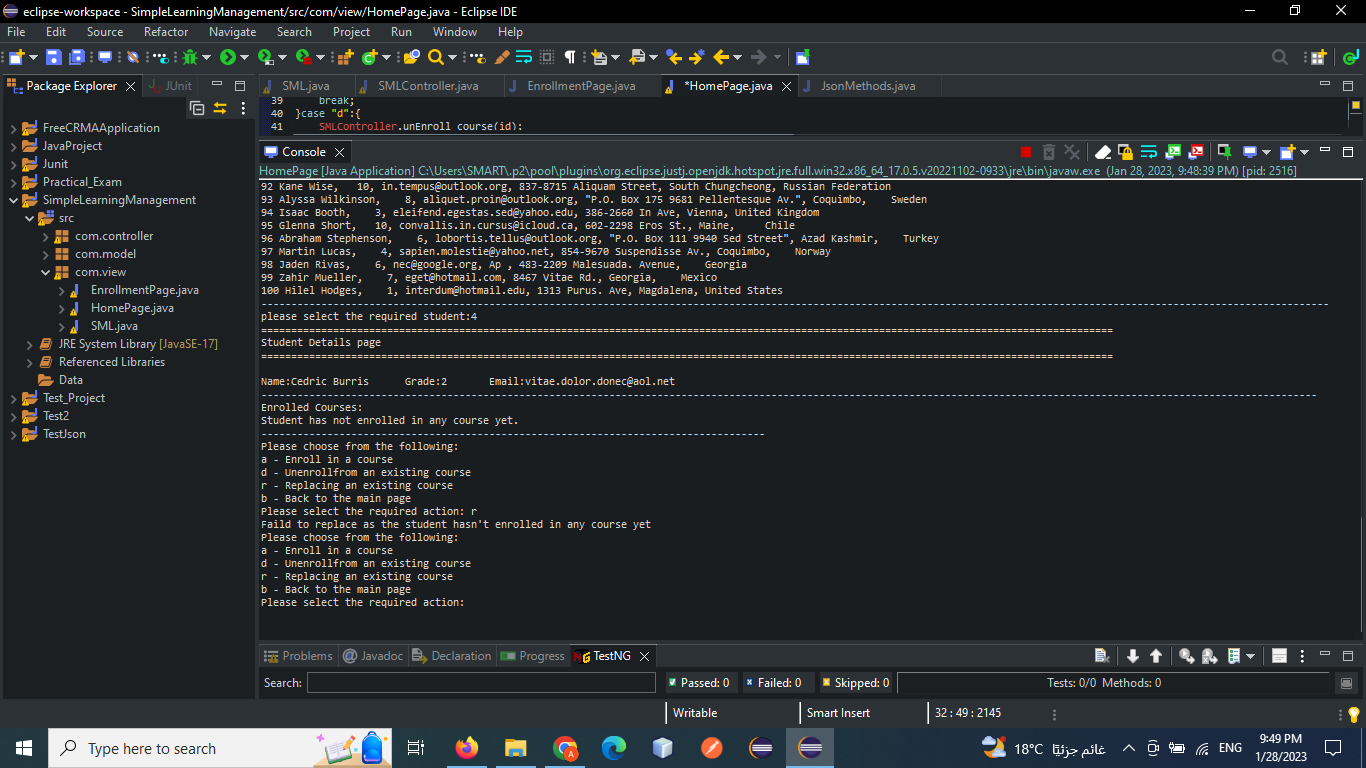 eclipse-workspace - SimpleLearningManagement/src/com/view/HomePage.java - Eclipse IDE
File Edit Source Refactor Navigate Search Project Run Window Help
Package Explorer JUnit
FreeCRMAApplication
JavaProject
Junit
Practical_Exam
SimpleLearningManagement
src
com.controller
com.model
com.view
EnrollmentPage.java
HomePage.java
SML.java
JRE System Library [JavaSE-17]
Referenced Libraries
Data
Test_Project
Test2
TestJson
SML.java SMLController.java EnrollmentPage.java *HomePage.java JsonMethods.java
39 break;
40 }case "d":{
41 SMLController.unEnroll_course(id);
Console
HomePage [Java Application] C:\Users\SMART\.p2\pool\plugins\org.eclipse.justj.openjdk.hotspot.jre.full.win32.x86_64_17.0.5.v20221102-0933\jre\bin\javaw.exe (Jan 28, 2023, 9:48:39 PM) [pid: 2516]
92 Kane Wise, 10, in.tempus@outlook.org, 837-8715 Aliquam Street, South Chungcheong, Russian Federation
93 Alyssa Wilkinson, 8, aliquet.proin@outlook.org, "P.O. Box 175 9681 Pellentesque Av.", Coquimbo, Sweden
94 Isaac Booth, 3, eleifend.egestas.sed@yahoo.edu, 386-2660 In Ave, Vienna, United Kingdom
95 Glenna Short, 10, convallis.in.cursus@icloud.ca, 602-2298 Eros St., Maine, Chile
96 Abraham Stephenson, 6, lobortis.tellus@outlook.org, "P.O. Box 111 9940 Sed Street", Azad Kashmir, Turkey
97 Martin Lucas, 4, sapien.molestie@yahoo.net, 854-9670 Suspendisse Av., Coquimbo, Norway
98 Jaden Rivas, 6, nec@google.org, Ap , 483-2209 Malesuada. Avenue, Georgia
99 Zahir Mueller, 7, eget@hotmail.com, 8467 Vitae Rd., Georgia, Mexico
100 Hilel Hodges, 1, interdum@hotmail.edu, 1313 Purus. Ave, Magdalena, United States
please select the required student:4
Student Details page
Name:Cedric Burris Grade:2 Email:vitae.dolor.donec@aol.net
Enrolled Courses:
Student has not enrolled in any course yet.
Please choose from the following:
a - Enroll in a course
d - Unenrollfrom an existing course
r - Replacing an existing course
b - Back to the main page
Please select the required action: r
Faild to replace as the student hasn't enrolled in any course yet
Please choose from the following:
a - Enroll in a course
d - Unenrollfrom an existing course
r - Replacing an existing course
b - Back to the main page
Please select the required action:
Problems Javadoc Declaration Progress TestNG
Search: Passed: 0 Failed: 0 Skipped: 0 Tests: 0/0 Methods: 0
Writable Smart Insert 32 : 49 : 2145
Type here to search
18°C غائم جزئيًا ENG 9:49 PM
1/28/2023